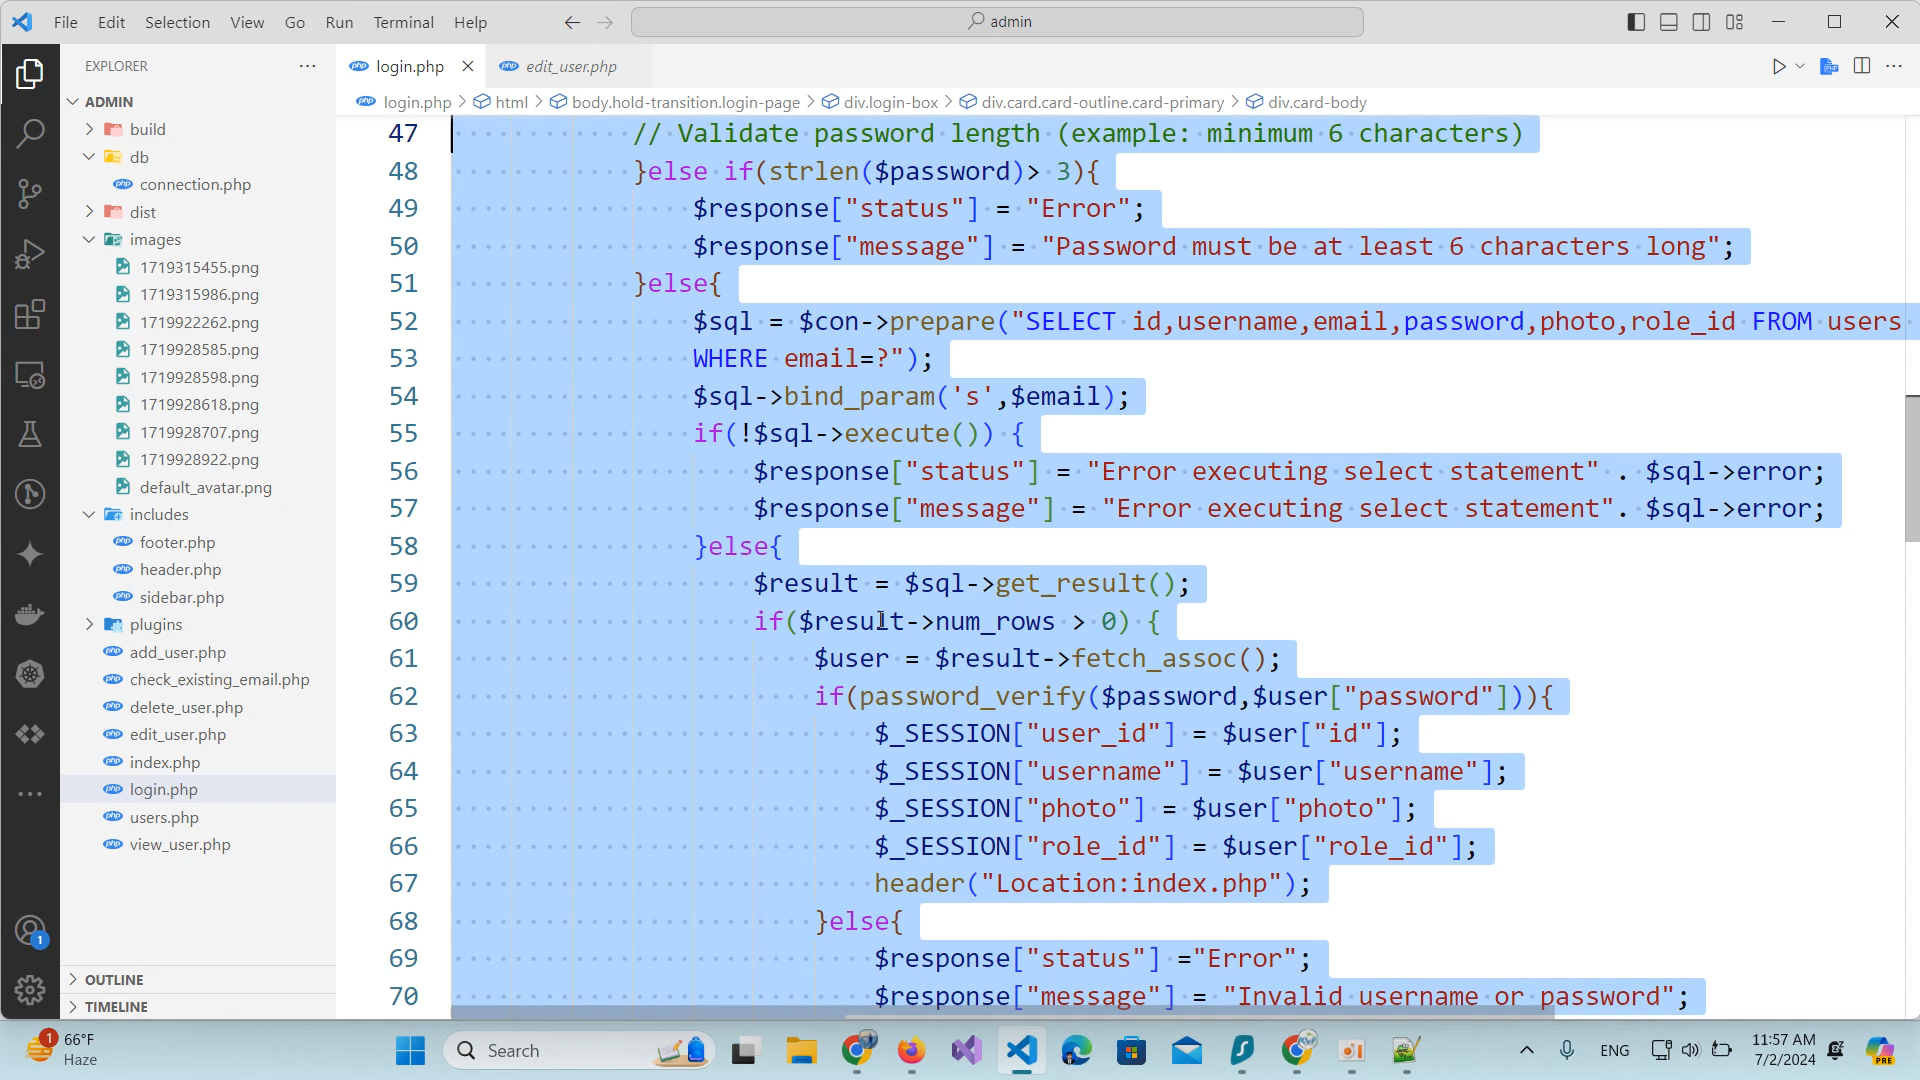 File Edit Selection View Go Run Terminal Help
admin
EXPLORER
ADMIN
build
db
connection.php
dist
images
1719315455.png
1719315986.png
1719922262.png
1719928585.png
1719928598.png
1719928618.png
1719928707.png
1719928922.png
default_avatar.png
includes
footer.php
header.php
sidebar.php
plugins
add_user.php
check_existing_email.php
delete_user.php
edit_user.php
index.php
login.php
users.php
view_user.php
OUTLINE
TIMELINE
1
login.php edit_user.php
login.php > html > body.hold-transition.login-page > div.login-box > div.card.card-outline.card-primary > div.card-body
47 // Validate password length (example: minimum 6 characters)
48 }else if(strlen($password)> 3){
49 $response["status"] = "Error";
50 $response["message"] = "Password must be at least 6 characters long";
51 }else{
52 $sql = $con->prepare("SELECT id,username,email,password,photo,role_id FROM users
53 WHERE email=?");
54 $sql->bind_param('s',$email);
55 if(!$sql->execute()) {
56 $response["status"] = "Error executing select statement" . $sql->error;
57 $response["message"] = "Error executing select statement". $sql->error;
58 }else{
59 $result = $sql->get_result();
60 if($result->num_rows > 0) {
61 $user = $result->fetch_assoc();
62 if(password_verify($password,$user["password"])){
63 $_SESSION["user_id"] = $user["id"];
64 $_SESSION["username"] = $user["username"];
65 $_SESSION["photo"] = $user["photo"];
66 $_SESSION["role_id"] = $user["role_id"];
67 header("Location:index.php");
68 }else{
69 $response["status"] ="Error";
70 $response["message"] = "Invalid username or password";
1
66°F
Haze
Search
ENG
11:57 AM
7/2/2024
PRE